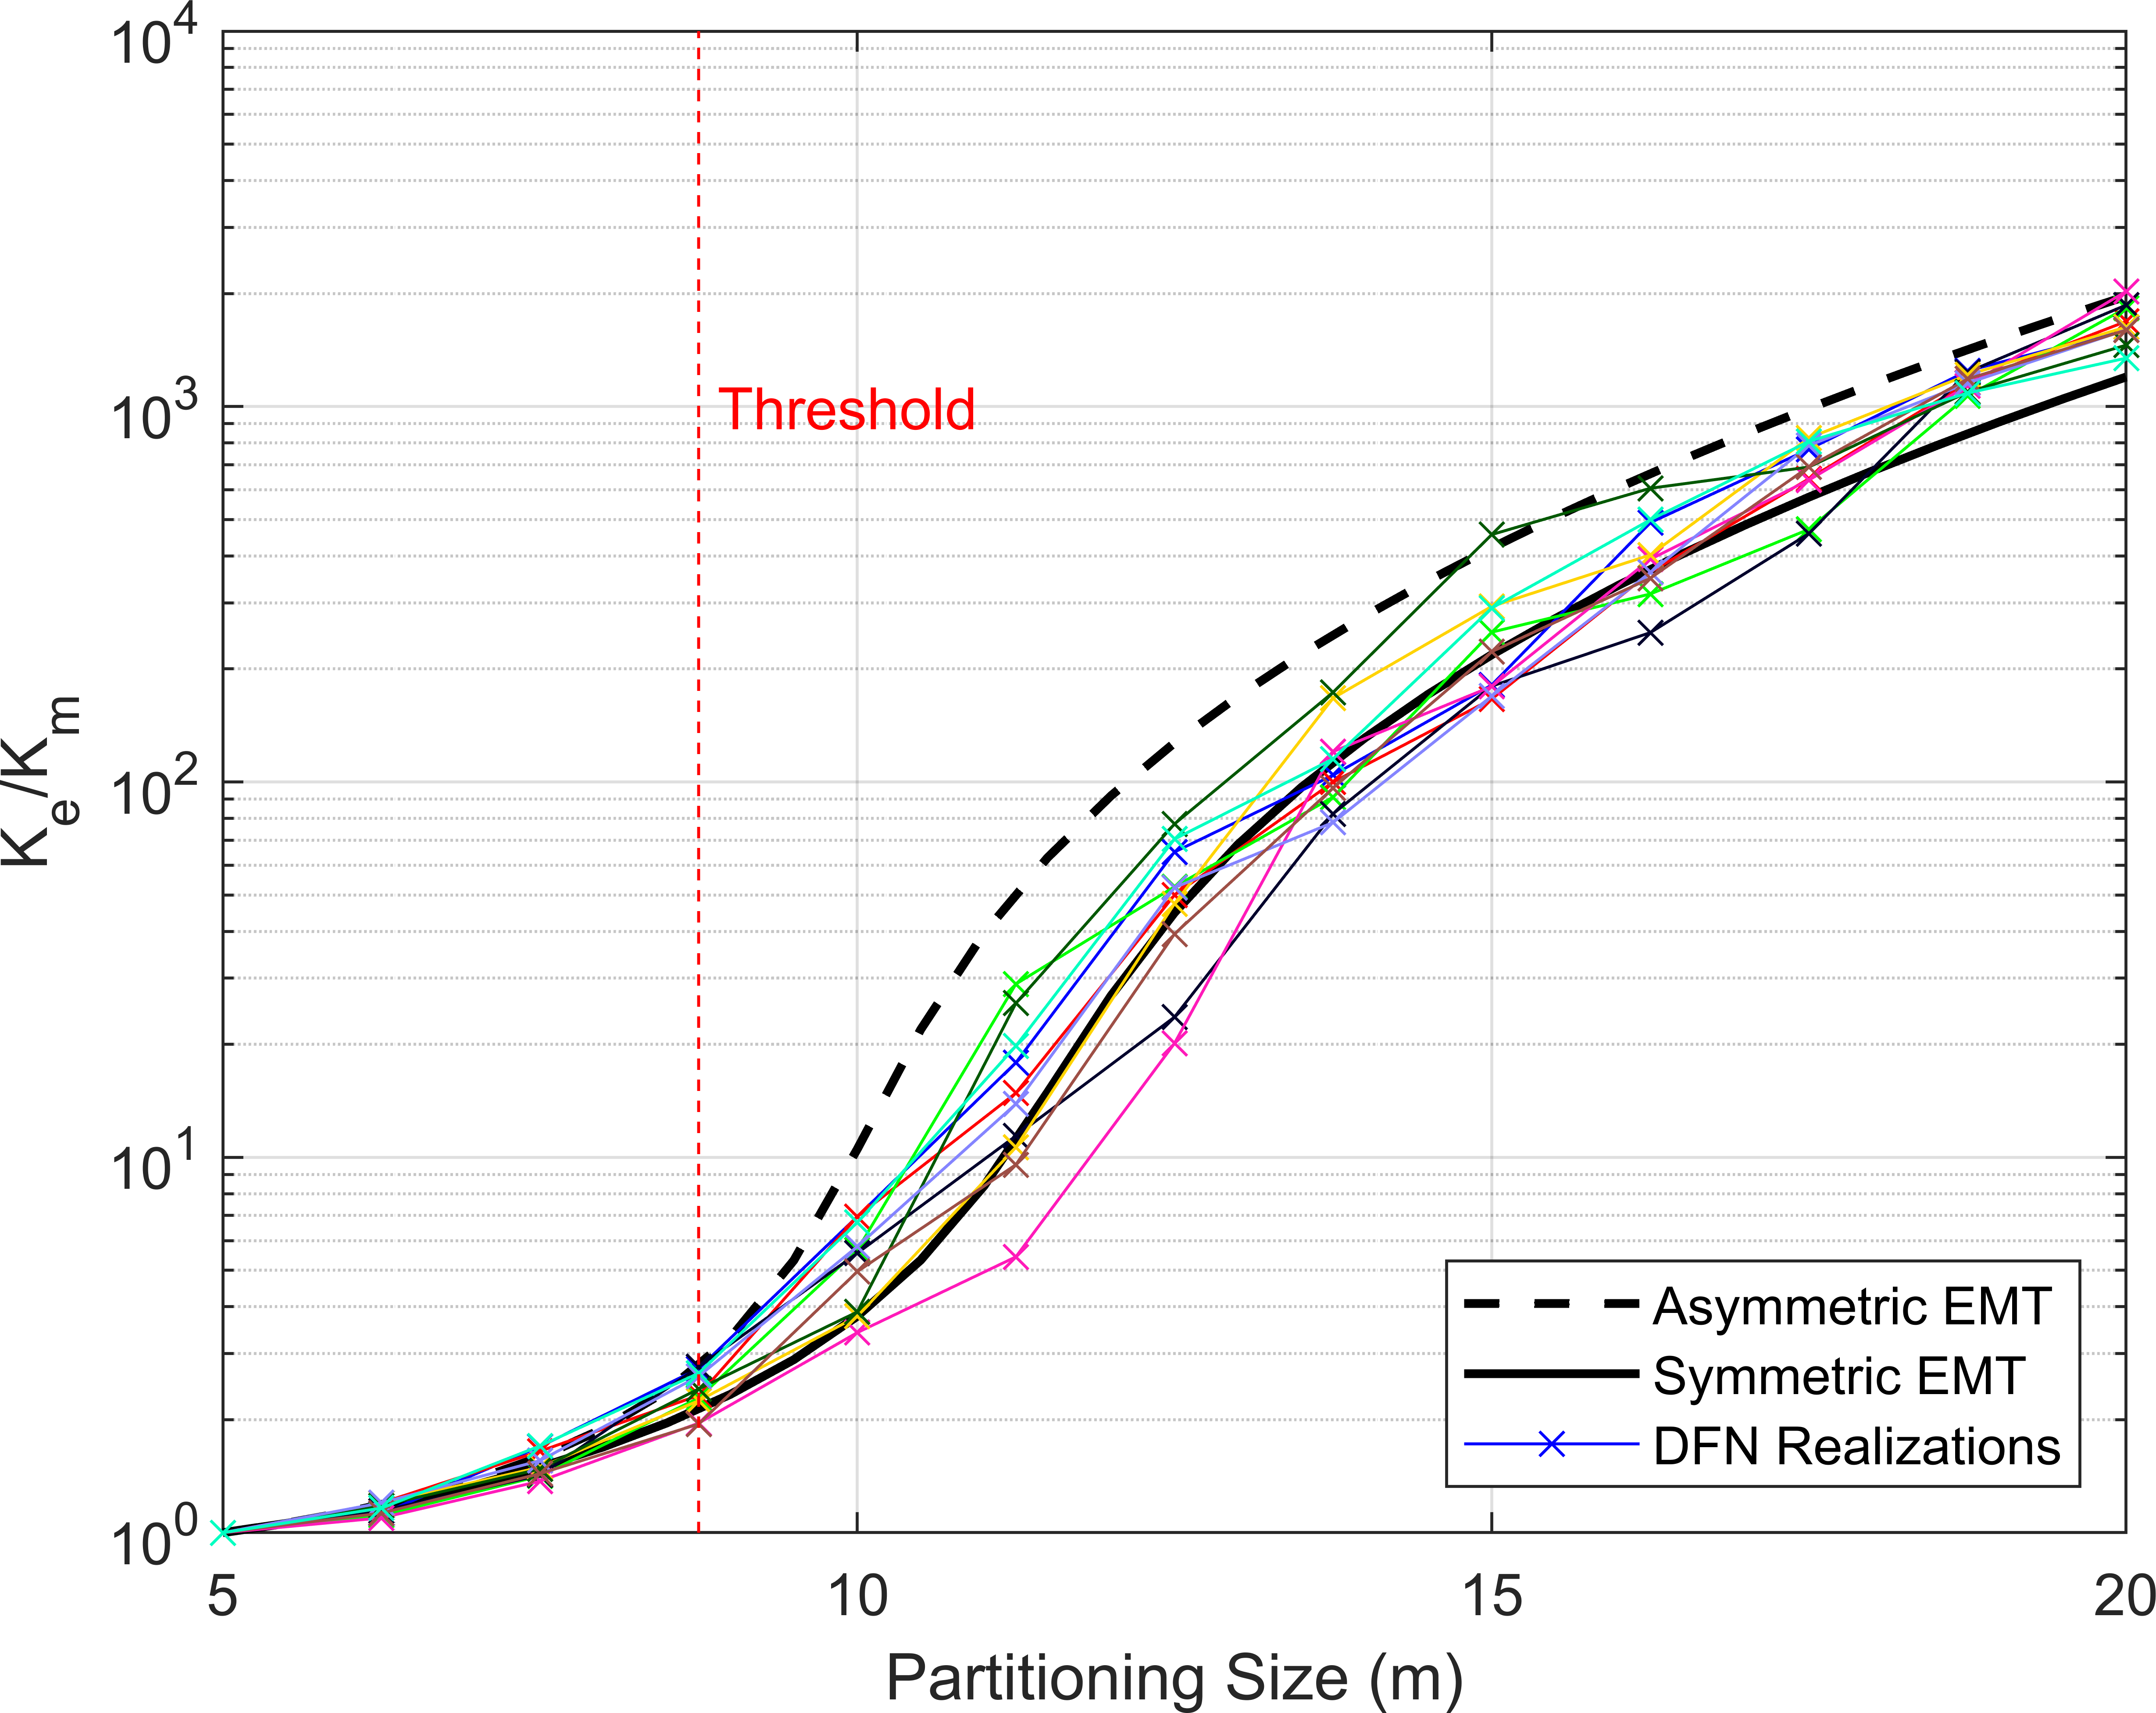 10^4
10^3
10^2
10^1
10^0
K_e/K_m
Threshold
Asymmetric EMT
Symmetric EMT
DFN Realizations
5 10 15 20
Partitioning Size (m)